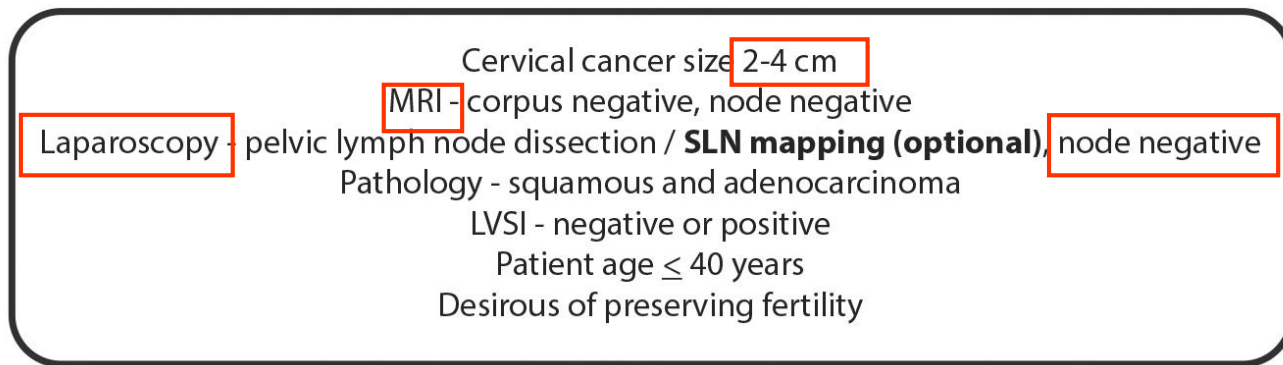 Cervical cancer size 2-4 cm
MRI - corpus negative, node negative
Laparoscopy - pelvic lymph node dissection / SLN mapping (optional), node negative
Pathology - squamous and adenocarcinoma
LVSI - negative or positive
Patient age ≤ 40 years
Desirous of preserving fertility